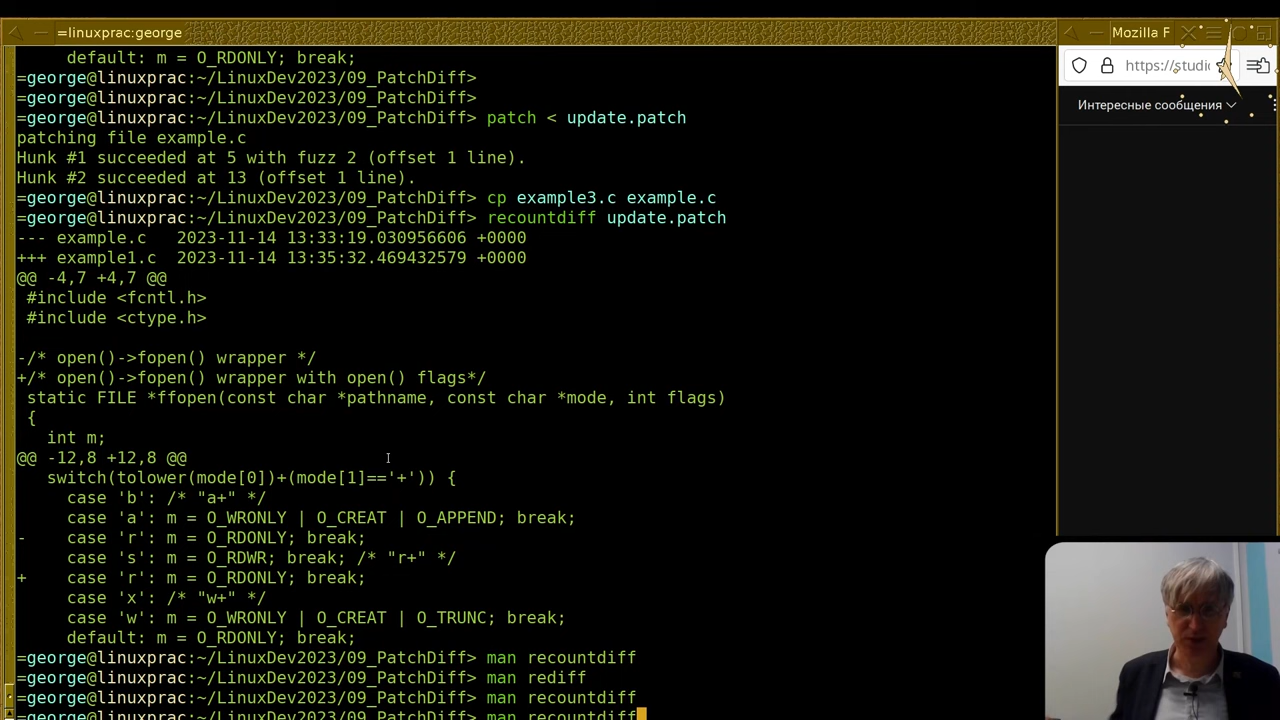 =linuxprac:george
Mozilla F
https://studi
Интересные сообщения
    default: m = O_RDONLY; break;
=george@linuxprac:~/LinuxDev2023/09_PatchDiff>
=george@linuxprac:~/LinuxDev2023/09_PatchDiff>
=george@linuxprac:~/LinuxDev2023/09_PatchDiff> patch < update.patch
patching file example.c
Hunk #1 succeeded at 5 with fuzz 2 (offset 1 line).
Hunk #2 succeeded at 13 (offset 1 line).
=george@linuxprac:~/LinuxDev2023/09_PatchDiff> cp example3.c example.c
=george@linuxprac:~/LinuxDev2023/09_PatchDiff> recountdiff update.patch
--- example.c   2023-11-14 13:33:19.030956606 +0000
+++ example1.c  2023-11-14 13:35:32.469432579 +0000
@@ -4,7 +4,7 @@
 #include <fcntl.h>
 #include <ctype.h>
-/* open()->fopen() wrapper */
+/* open()->fopen() wrapper with open() flags*/
 static FILE *ffopen(const char *pathname, const char *mode, int flags)
 {
   int m;
@@ -12,8 +12,8 @@
   switch(tolower(mode[0])+(mode[1]=='+')) {
     case 'b': /* "a+" */
     case 'a': m = O_WRONLY | O_CREAT | O_APPEND; break;
-    case 'r': m = O_RDONLY; break;
     case 's': m = O_RDWR; break; /* "r+" */
+    case 'r': m = O_RDONLY; break;
     case 'x': /* "w+" */
     case 'w': m = O_WRONLY | O_CREAT | O_TRUNC; break;
     default: m = O_RDONLY; break;
=george@linuxprac:~/LinuxDev2023/09_PatchDiff> man recountdiff
=george@linuxprac:~/LinuxDev2023/09_PatchDiff> man rediff
=george@linuxprac:~/LinuxDev2023/09_PatchDiff> man recountdiff
=george@linuxprac:~/LinuxDev2023/09_PatchDiff> man recountdiff